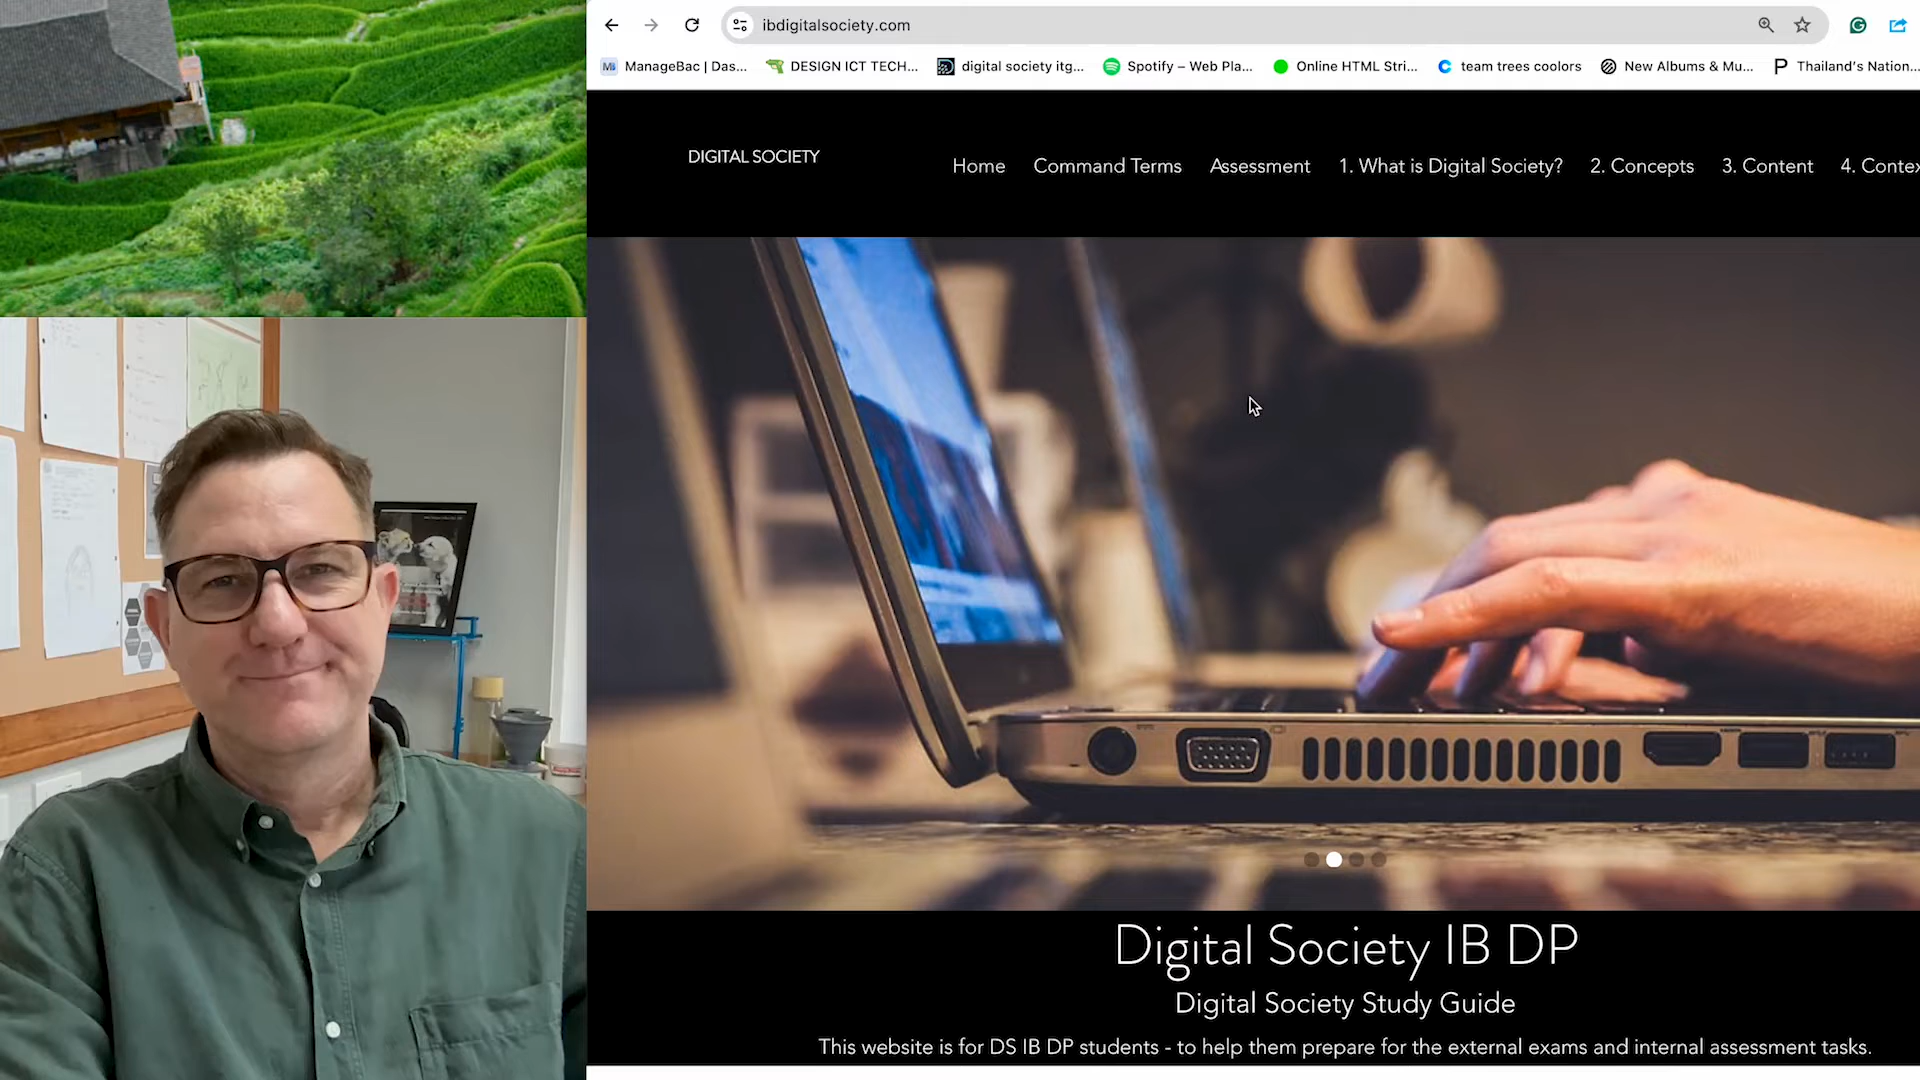 ibdigitalsociety.com
ManageBac | Das...
DESIGN ICT TECH...
digital society itg...
Spotify – Web Pla...
Online HTML Stri...
team trees coolors
New Albums & Mu...
Thailand's Nation...
DIGITAL SOCIETY
Home
Command Terms
Assessment
1. What is Digital Society?
2. Concepts
3. Content
4. Contex
Digital Society IB DP
Digital Society Study Guide
This website is for DS IB DP students - to help them prepare for the external exams and internal assessment tasks.